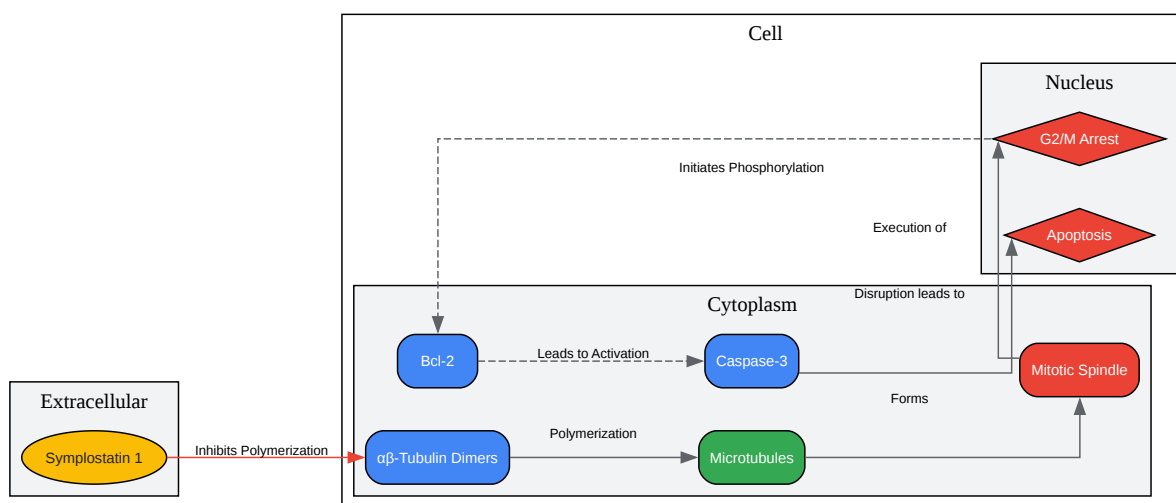 Cell
Nucleus
G2/M Arrest
Initiates Phosphorylation
Execution of
Apoptosis
Disruption leads to
Cytoplasm
Bcl-2
Leads to Activation
Caspase-3
Mitotic Spindle
Forms
Extracellular
Symplostatin 1
Inhibits Polymerization
αβ-Tubulin Dimers
Polymerization
Microtubules